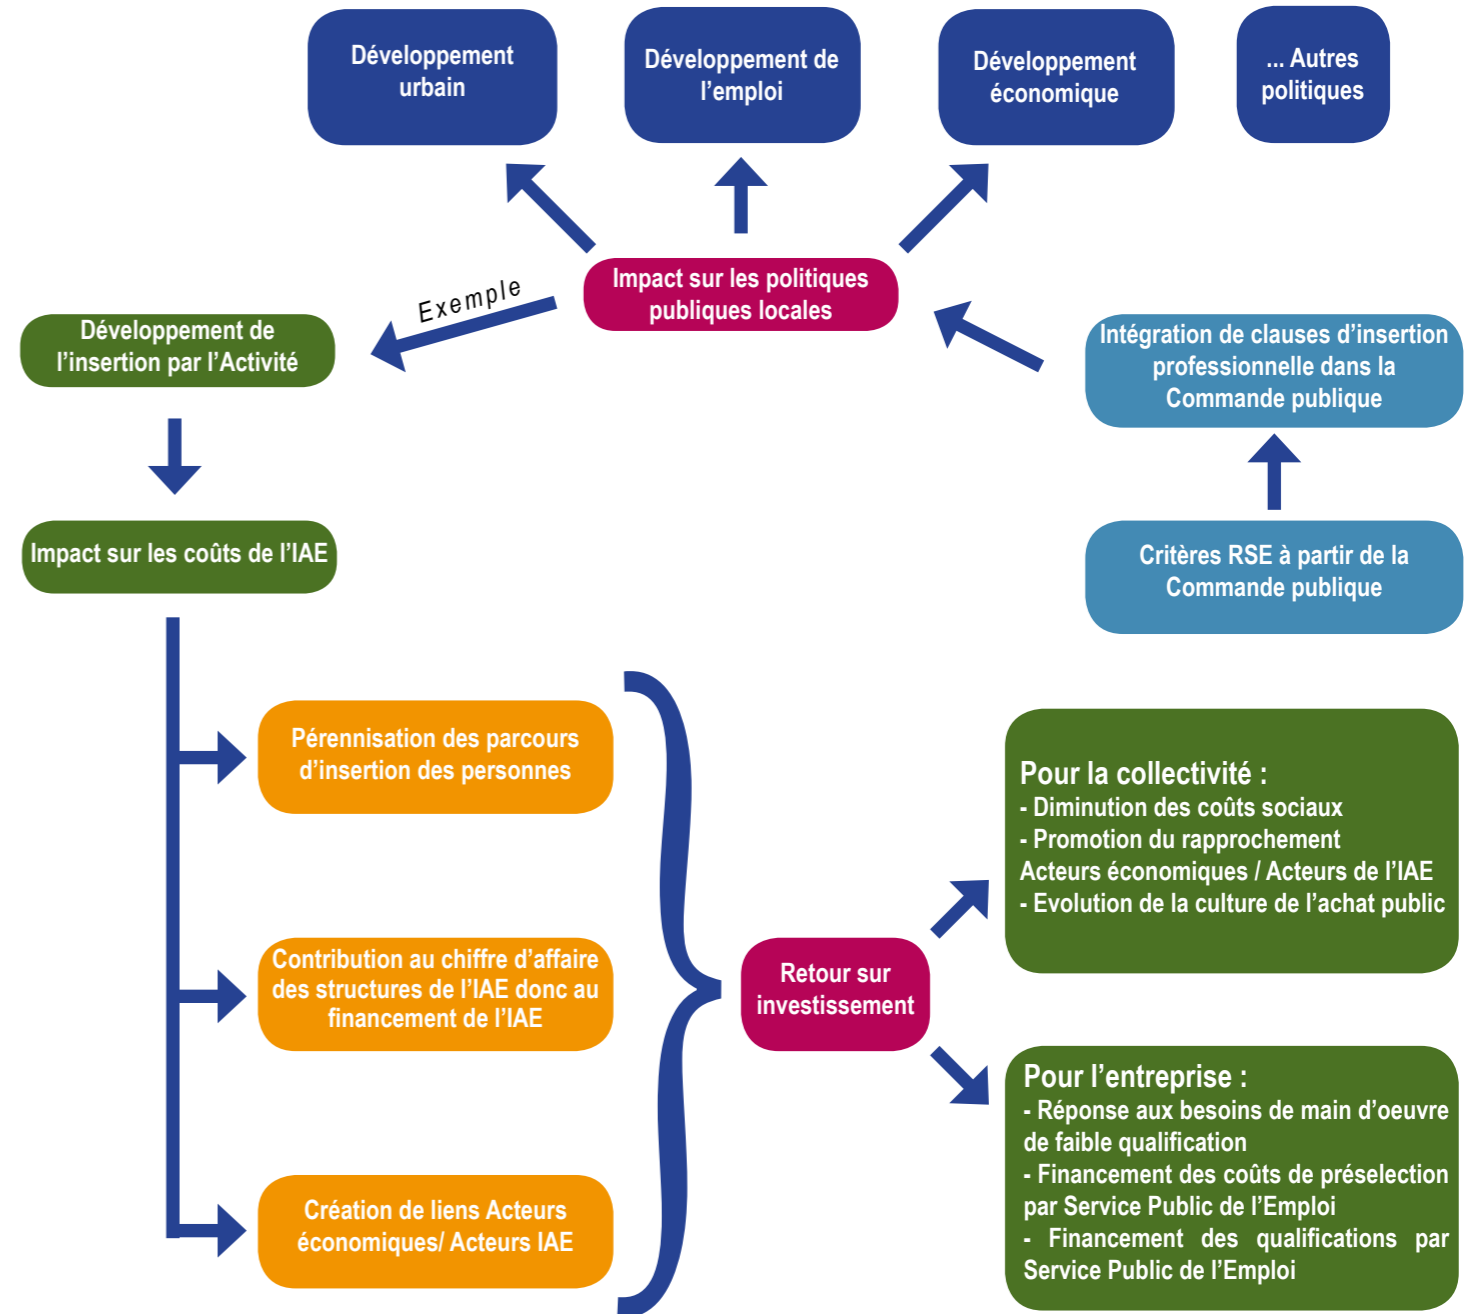 Développement
urbain
Développement de
l’emploi
Développement
économique
... Autres
politiques
Impact sur les politiques
publiques locales
Exemple
Développement de
l’insertion par l’Activité
Intégration de clauses d’insertion
professionnelle dans la
Commande publique
Impact sur les coûts de l’IAE
Critères RSE à partir de la
Commande publique
Pérennisation des parcours
d’insertion des personnes
Contribution au chiffre d’affaire
des structures de l’IAE donc au
financement de l’IAE
Création de liens Acteurs
économiques/ Acteurs IAE
Retour sur
investissement
Pour la collectivité :
- Diminution des coûts sociaux
- Promotion du rapprochement
Acteurs économiques / Acteurs de l’IAE
- Evolution de la culture de l’achat public
Pour l’entreprise :
- Réponse aux besoins de main d’oeuvre
de faible qualification
- Financement des coûts de préselection
par Service Public de l’Emploi
- Financement des qualifications par
Service Public de l’Emploi